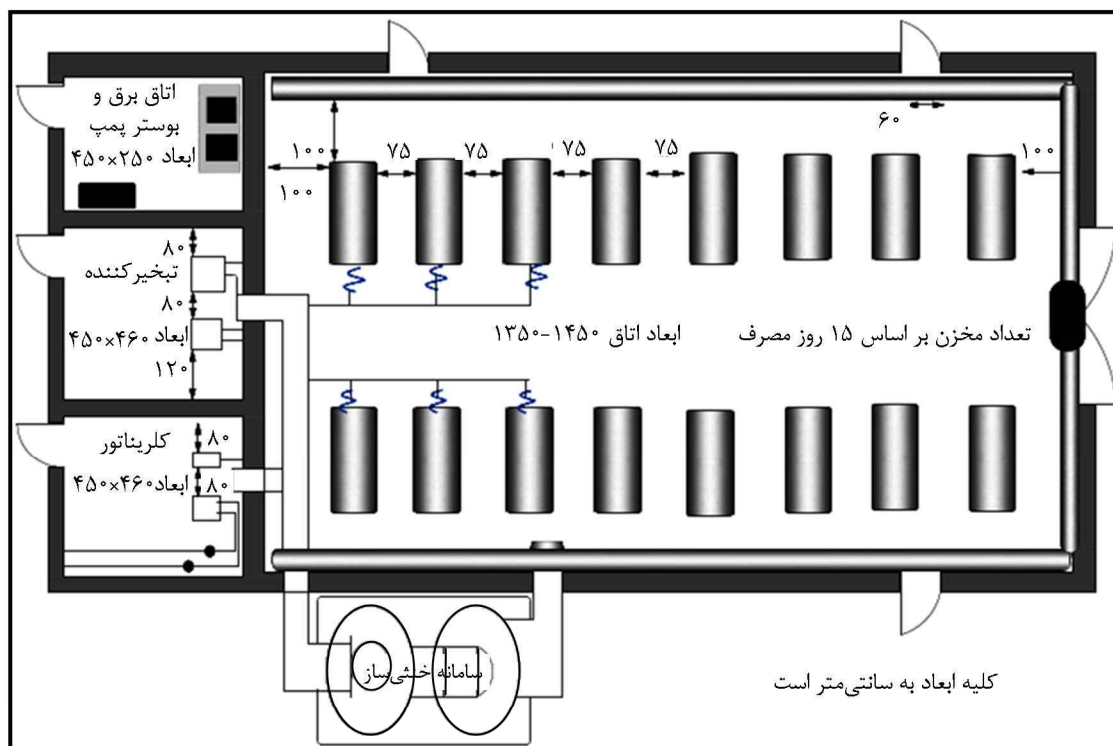 اتاق برق و
بوستر پمپ
ابعاد ۲۵۰×۴۵۰
۱۰۰
۱۰۰
۷۵
۷۵
۷۵
۷۵
۶۰
۱۰۰
۸۰
تبخیرکننده
۸۰
ابعاد ۴۶۰×۴۵۰
۱۲۰
ابعاد اتاق ۱۴۵۰-۱۳۵۰
تعداد مخزن بر اساس ۱۵ روز مصرف
کلریناتور
۸۰
ابعاد ۴۶۰×۴۵۰
۸۰
سامانه خنثی‌ساز
کلیه ابعاد به سانتی‌متر است